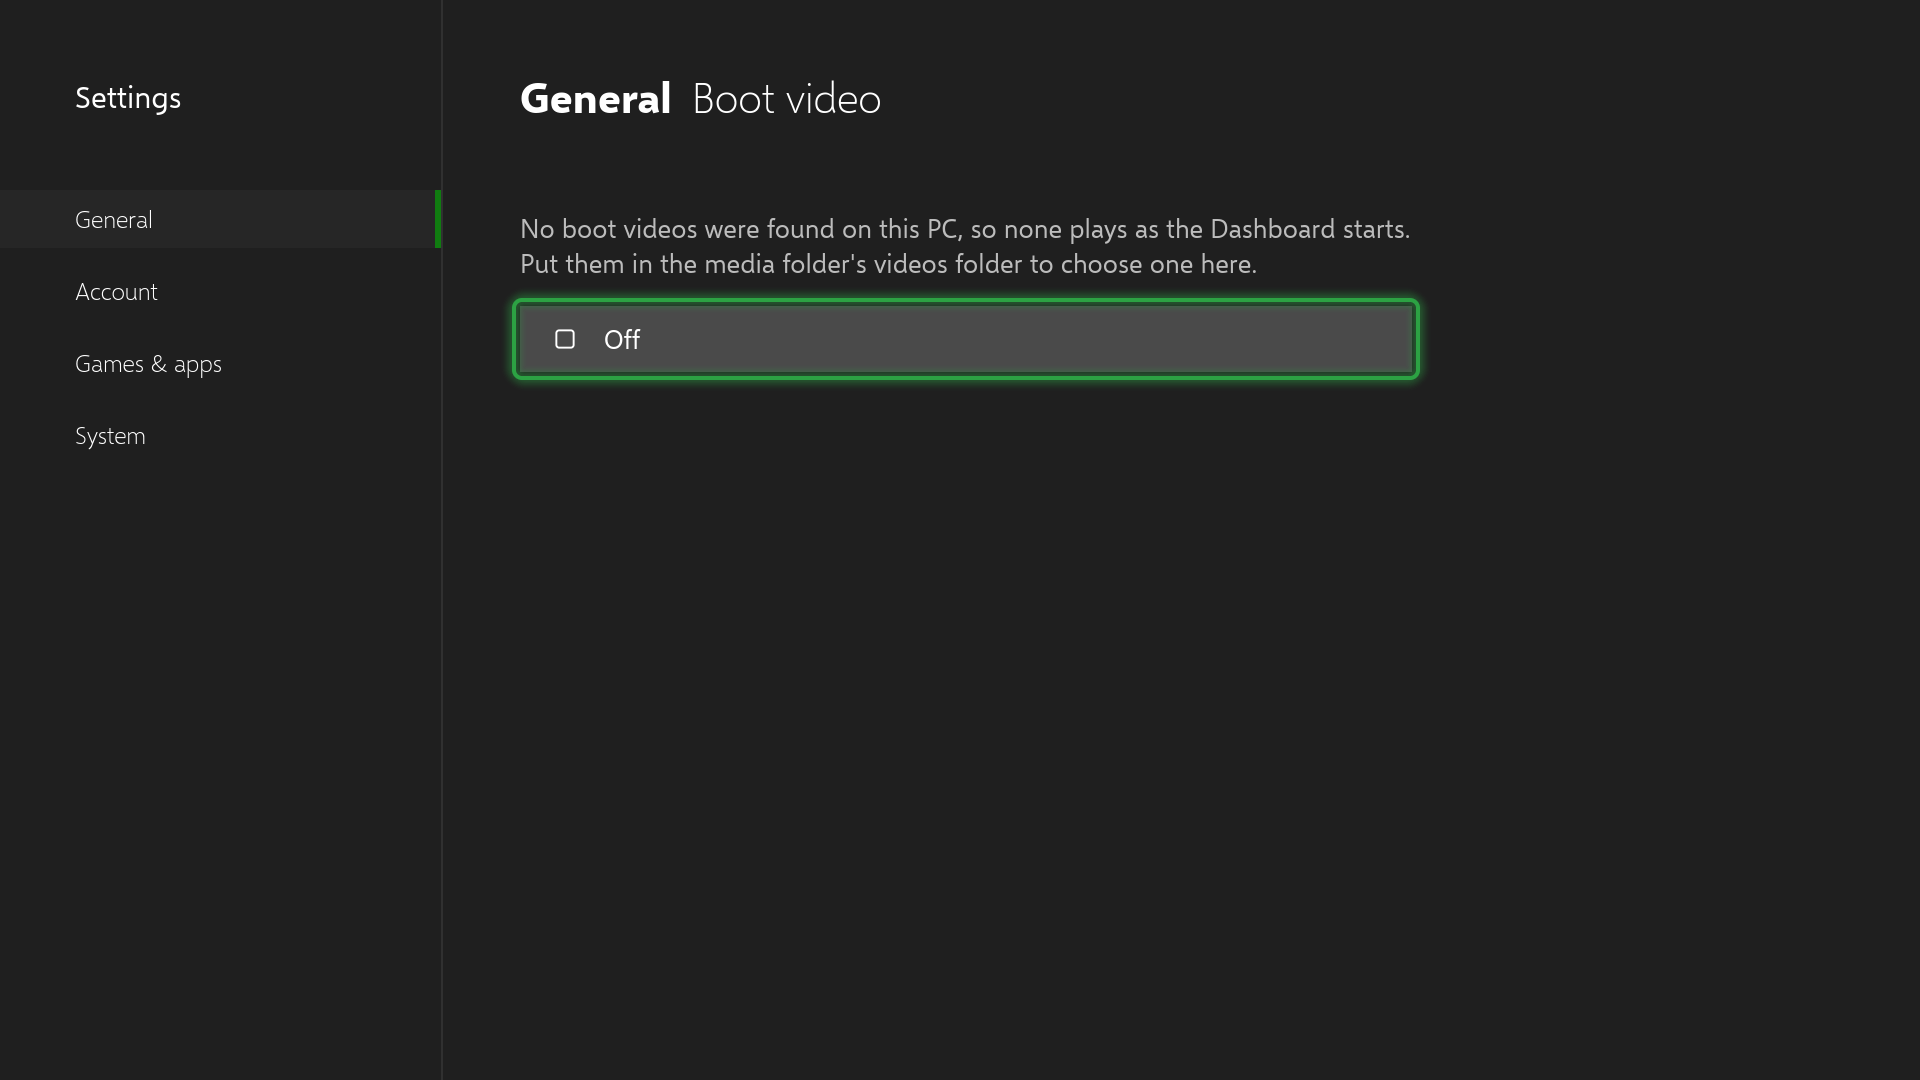 Settings
General
Account
Games & apps
System
General Boot video
No boot videos were found on this PC, so none plays as the Dashboard starts.
Put them in the media folder's videos folder to choose one here.
Off